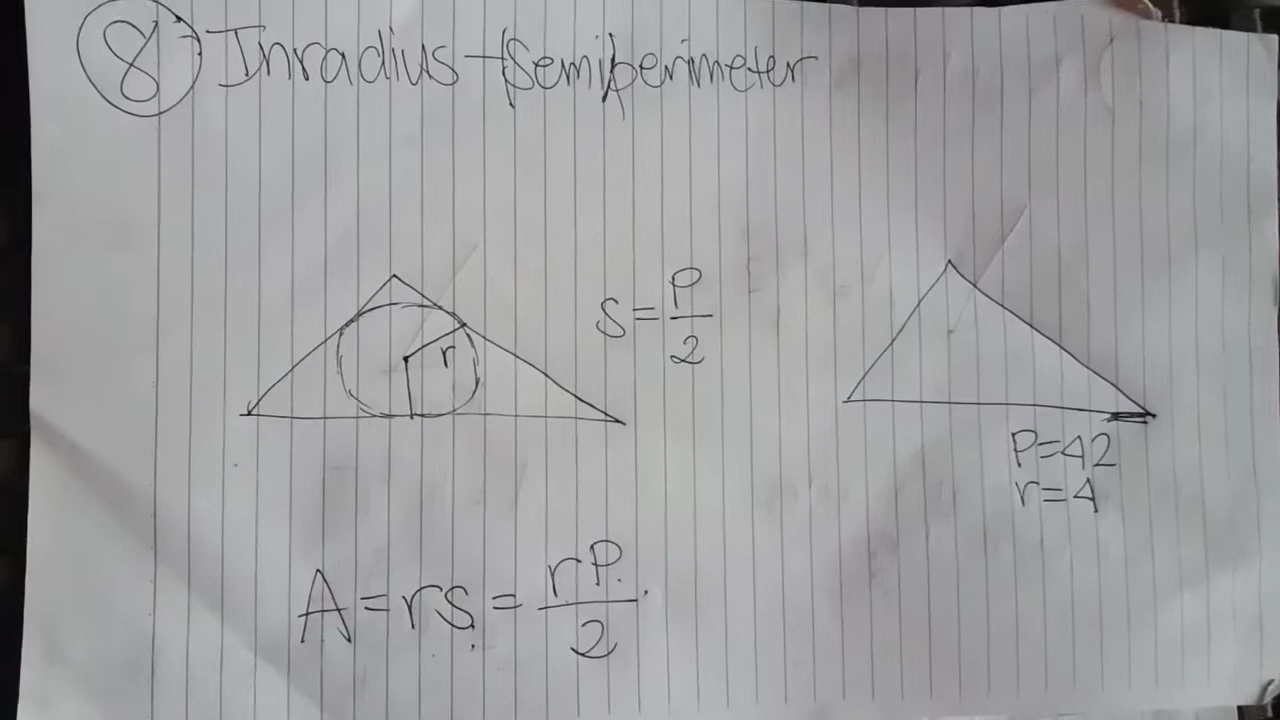 8 Inradius-Semiperimeter
r
s=P/2
P=42
r=4
A=rs=rP/2